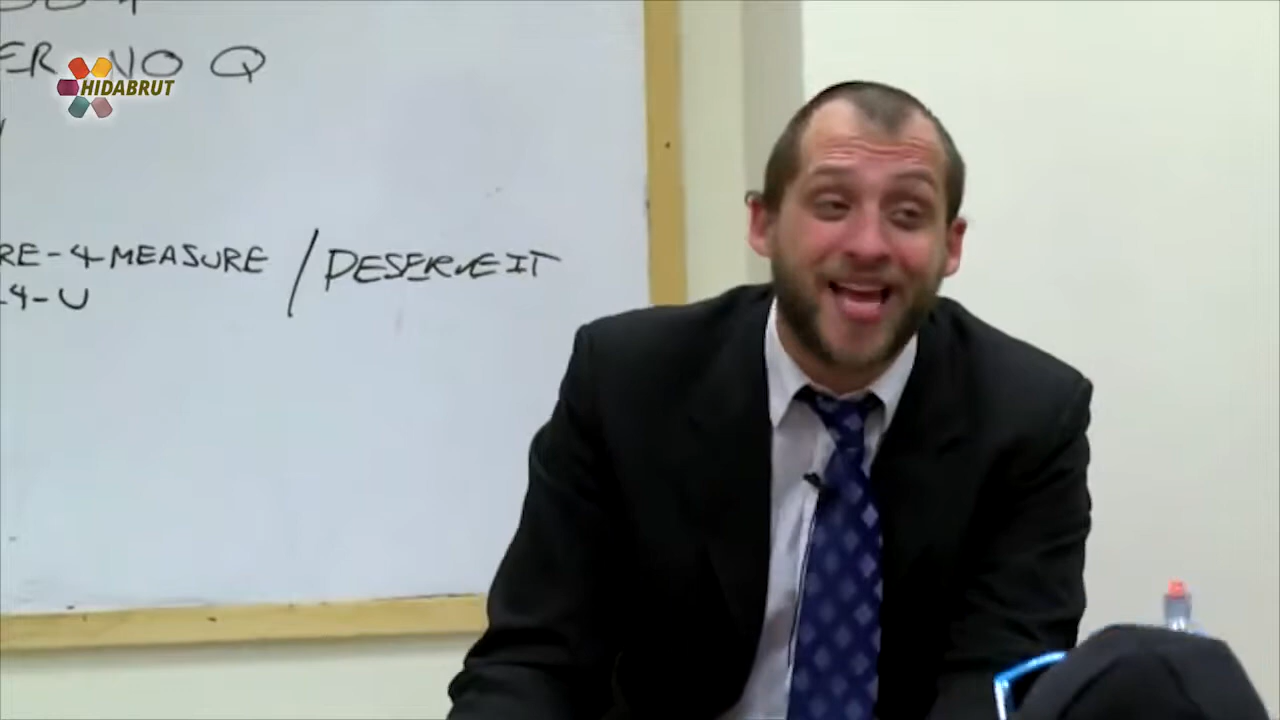 ER NO Q
HIDABRUT
RE-4-MEASURE / DESERVE IT
-4-U